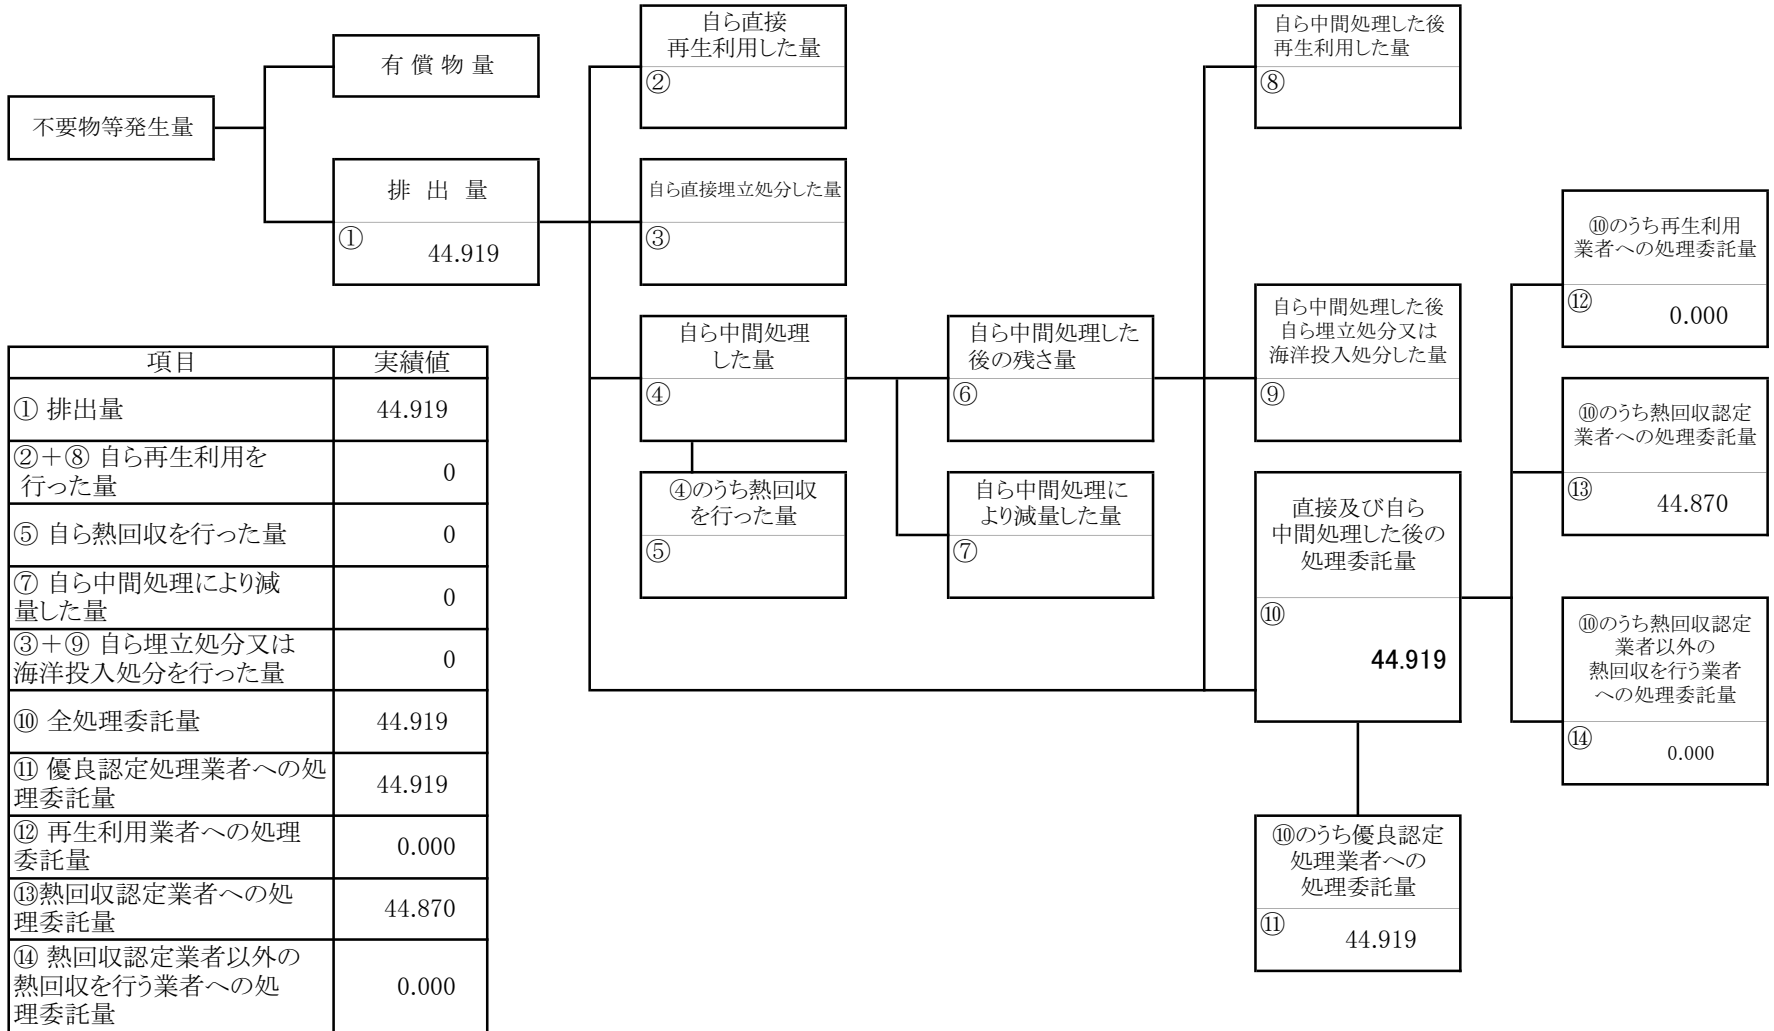 不要物等発生量
有 償 物 量
排 出 量
①
44.919
自ら直接
再生利用した量
②
自ら直接埋立処分した量
③
自ら中間処理
した量
④
④のうち熱回収
を行った量
⑤
自ら中間処理した
後の残さ量
⑥
自ら中間処理に
より減量した量
⑦
自ら中間処理した後
再生利用した量
⑧
自ら中間処理した後
自ら埋立処分又は
海洋投入処分した量
⑨
直接及び自ら
中間処理した後の
処理委託量
⑩
44.919
⑩のうち優良認定
処理業者への
処理委託量
⑪
44.919
⑩のうち再生利用
業者への処理委託量
⑫
0.000
⑩のうち熱回収認定
業者への処理委託量
⑬
44.870
⑩のうち熱回収認定
業者以外の
熱回収を行う業者
への処理委託量
⑭
0.000
項目 実績値
① 排出量 44.919
②＋⑧ 自ら再生利用を
行った量 0
⑤ 自ら熱回収を行った量 0
⑦ 自ら中間処理により減
量した量 0
③＋⑨ 自ら埋立処分又は
海洋投入処分を行った量 0
⑩ 全処理委託量 44.919
⑪ 優良認定処理業者への処
理委託量 44.919
⑫ 再生利用業者への処理
委託量 0.000
⑬熱回収認定業者への処
理委託量 44.870
⑭ 熱回収認定業者以外の
熱回収を行う業者への処
理委託量 0.000